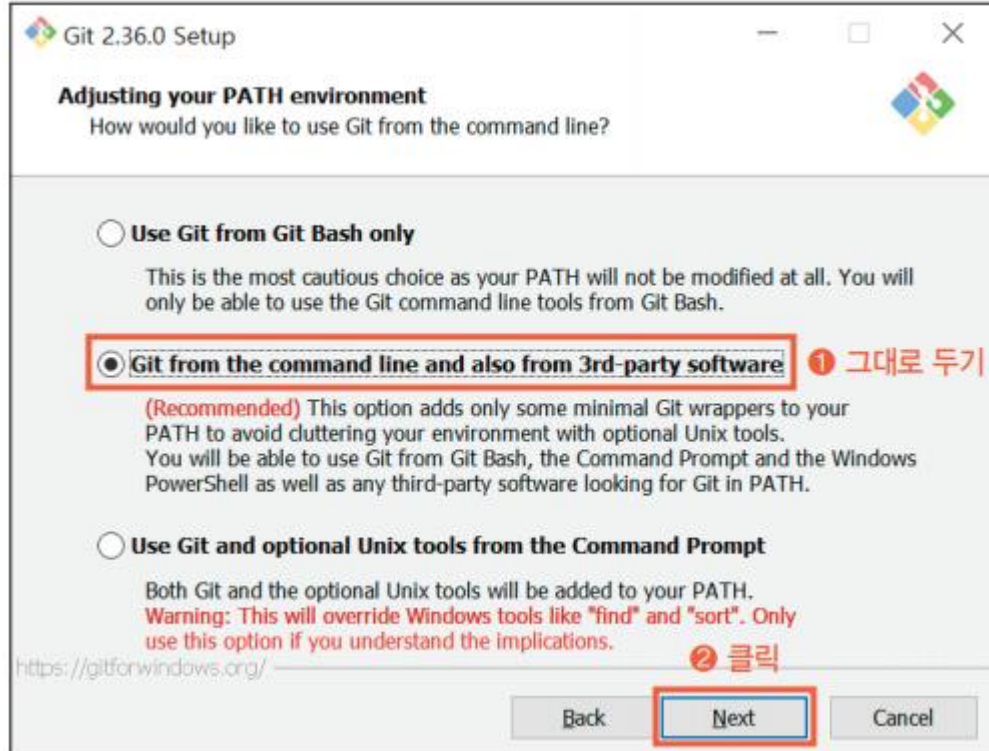 Git 2.36.0 Setup
Adjusting your PATH environment
How would you like to use Git from the command line?
Use Git from Git Bash only
This is the most cautious choice as your PATH will not be modified at all. You will
only be able to use the Git command line tools from Git Bash.
Git from the command line and also from 3rd-party software ❶ 그대로 두기
(Recommended) This option adds only some minimal Git wrappers to your
PATH to avoid cluttering your environment with optional Unix tools.
You will be able to use Git from Git Bash, the Command Prompt and the Windows
PowerShell as well as any third-party software looking for Git in PATH.
Use Git and optional Unix tools from the Command Prompt
Both Git and the optional Unix tools will be added to your PATH.
Warning: This will override Windows tools like "find" and "sort". Only
use this option if you understand the implications.
https://gitforwindows.org/
❷ 클릭
Back Next Cancel